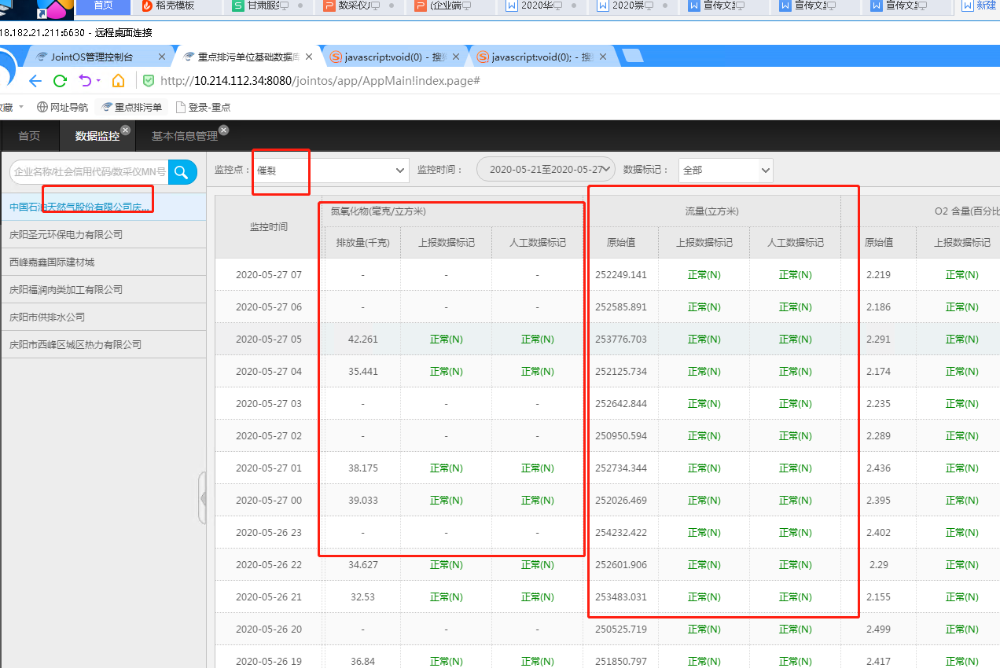 首页 稻壳模板 甘肃服 数采仪 (企业端 2020华 2020景 宣传文 宣传文 宣传文 新建
18.182.21.211:6630 - 远程桌面连接
JointOS管理控制台 重点排污单位基础数据库 javascript:void(0) - 搜 javascript:void(0); - 搜
http://10.214.112.34:8080/jointos/app/AppMain!index.page#
收藏 网址导航 重点排污单 登录-重点
首页 数据监控 基本信息管理
企业名称/社会信用代码/数采仪MN号
监控点： 催裂 监控时间： 2020-05-21至2020-05-27 数据标记： 全部
中国石油天然气股份有限公司庆...
庆阳圣元环保电力有限公司
西峰嘉鑫国际建材城
庆阳福润肉类加工有限公司
庆阳市供排水公司
庆阳市西峰区城区热力有限公司
监控时间 氮氧化物(毫克/立方米) 流量(立方米) O2 含量(百分比
排放量(千克) 上报数据标记 人工数据标记 原始值 上报数据标记 人工数据标记 原始值 上报数据标记
2020-05-27 07 - - - 252249.141 正常(N) 正常(N) 2.219 正常(N)
2020-05-27 06 - - - 252585.891 正常(N) 正常(N) 2.186 正常(N)
2020-05-27 05 42.261 正常(N) 正常(N) 253776.703 正常(N) 正常(N) 2.291 正常(N)
2020-05-27 04 35.441 正常(N) 正常(N) 252125.734 正常(N) 正常(N) 2.174 正常(N)
2020-05-27 03 - - - 252642.844 正常(N) 正常(N) 2.235 正常(N)
2020-05-27 02 - - - 250950.594 正常(N) 正常(N) 2.289 正常(N)
2020-05-27 01 38.175 正常(N) 正常(N) 252734.344 正常(N) 正常(N) 2.436 正常(N)
2020-05-27 00 39.033 正常(N) 正常(N) 252026.469 正常(N) 正常(N) 2.395 正常(N)
2020-05-26 23 - - - 254232.422 正常(N) 正常(N) 2.402 正常(N)
2020-05-26 22 34.627 正常(N) 正常(N) 252601.906 正常(N) 正常(N) 2.29 正常(N)
2020-05-26 21 32.53 正常(N) 正常(N) 253483.031 正常(N) 正常(N) 2.155 正常(N)
2020-05-26 20 - - - 250525.719 正常(N) 正常(N) 2.499 正常(N)
2020-05-26 19 36.84 正常(N) 正常(N) 251850.797 正常(N) 正常(N) 2.417 正常(N)